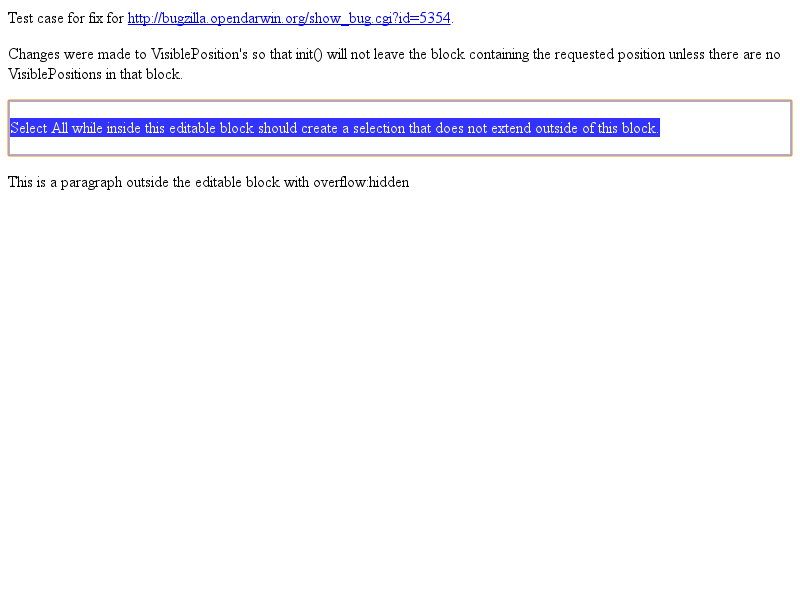 Test case for fix for http://bugzilla.opendarwin.org/show_bug.cgi?id=5354.
Changes were made to VisiblePosition's so that init() will not leave the block containing the requested position unless there are no
VisiblePositions in that block.
Select All while inside this editable block should create a selection that does not extend outside of this block.
This is a paragraph outside the editable block with overflow:hidden